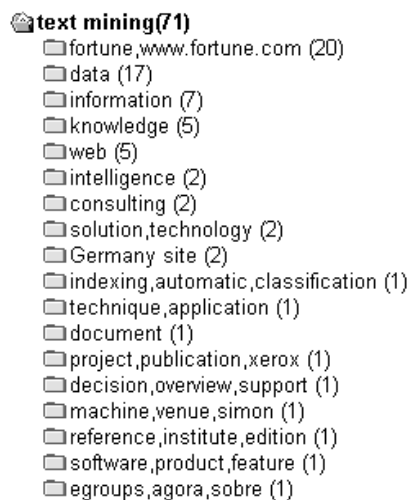 text mining(71)
fortune,www.fortune.com (20)
data (17)
information (7)
knowledge (5)
web (5)
intelligence (2)
consulting (2)
solution,technology (2)
Germany site (2)
indexing,automatic,classification (1)
technique,application (1)
document (1)
project,publication,xerox (1)
decision,overview,support (1)
machine,venue,simon (1)
reference,institute,edition (1)
software,product,feature (1)
egroups,agora,sobre (1)